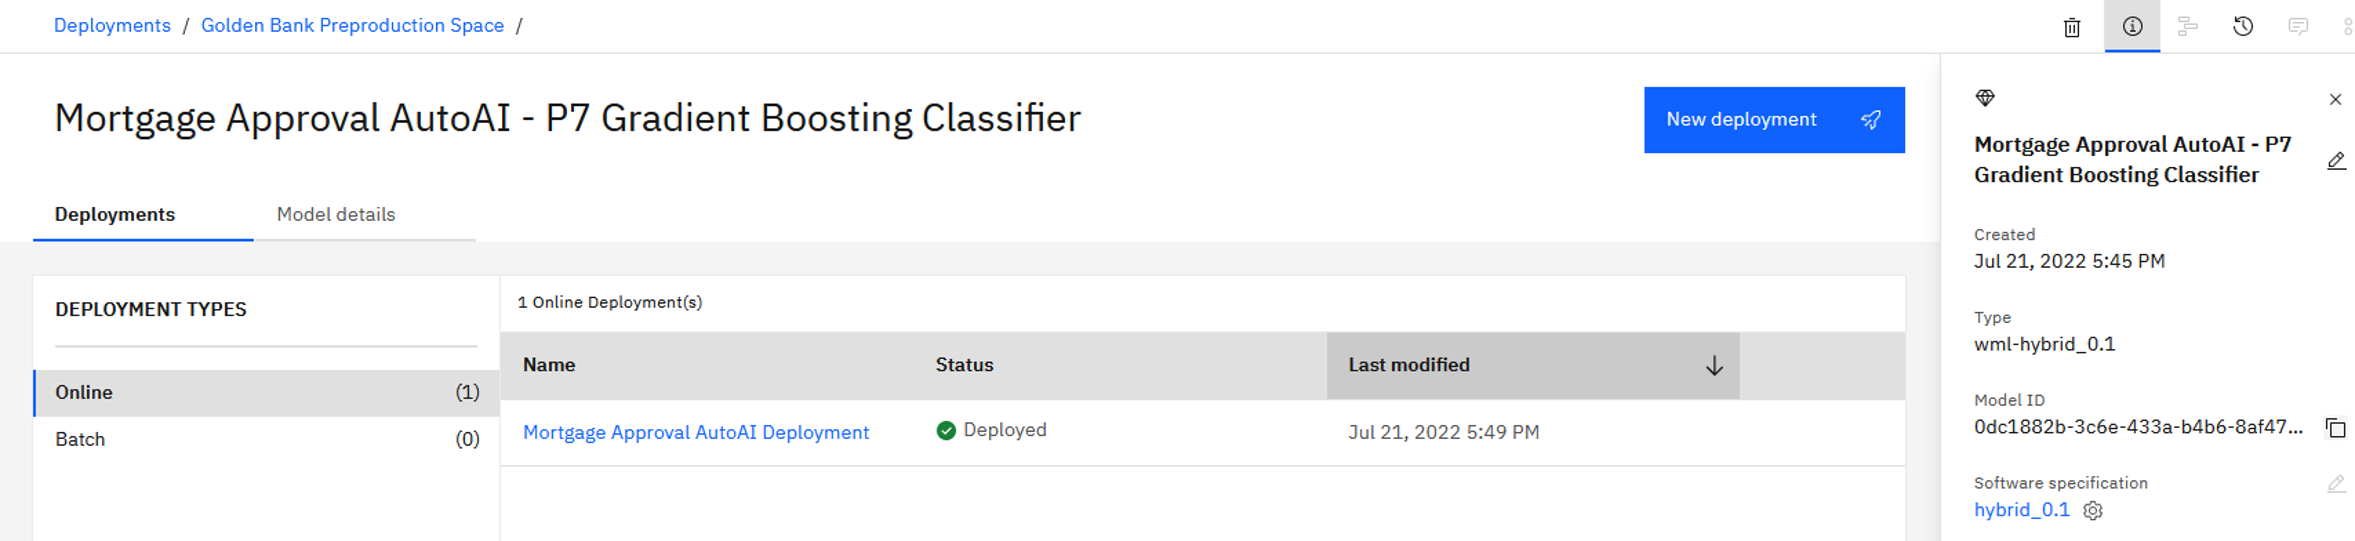 Deployments / Golden Bank Preproduction Space /
Mortgage Approval AutoAI - P7 Gradient Boosting Classifier
New deployment
Deployments
Model details
DEPLOYMENT TYPES
Online (1)
Batch (0)
1 Online Deployment(s)
Name Status Last modified
Mortgage Approval AutoAI Deployment Deployed Jul 21, 2022 5:49 PM
Mortgage Approval AutoAI - P7
Gradient Boosting Classifier
Created
Jul 21, 2022 5:45 PM
Type
wml-hybrid_0.1
Model ID
0dc1882b-3c6e-433a-b4b6-8af47...
Software specification
hybrid_0.1